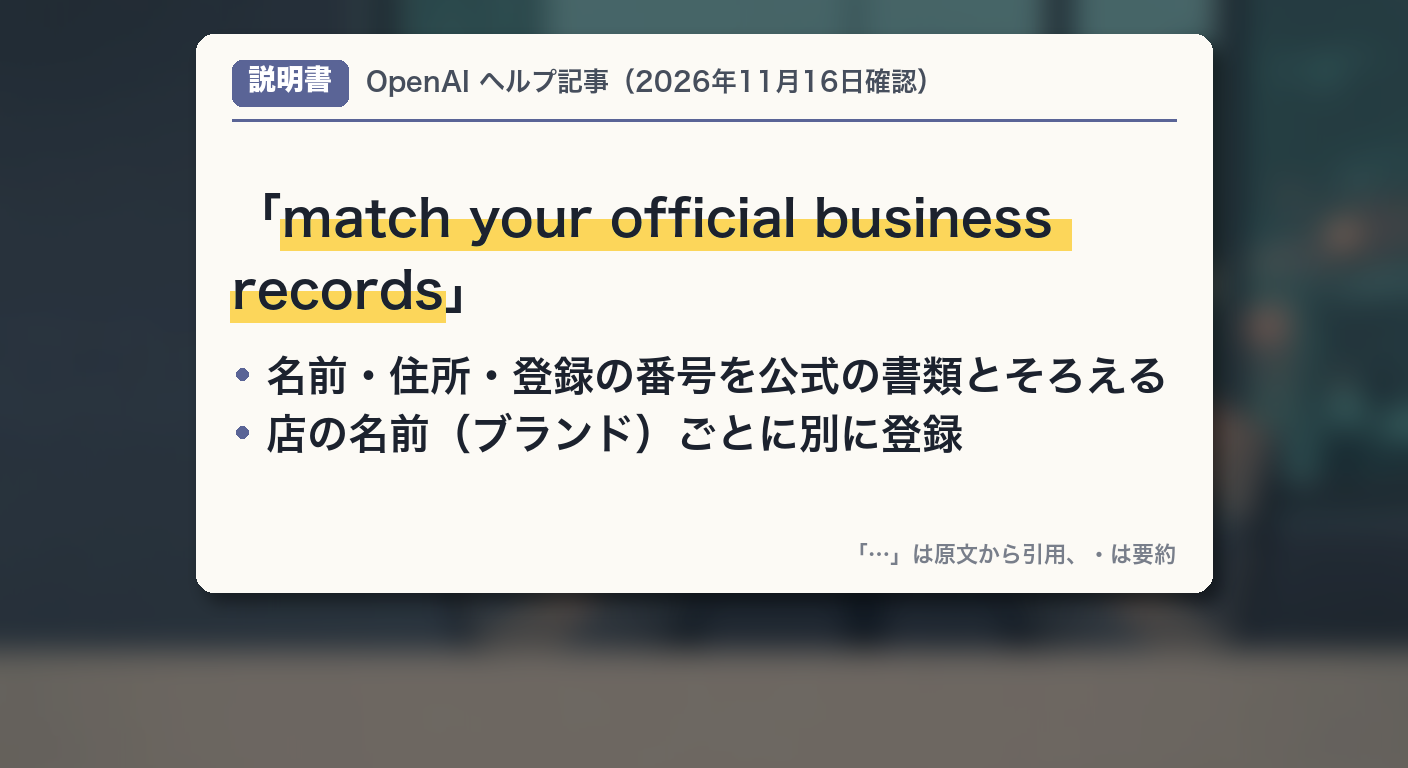 説明書 OpenAI ヘルプ記事（2026年11月16日確認）
「match your official business
records」
• 名前・住所・登録の番号を公式の書類とそろえる
• 店の名前（ブランド）ごとに別に登録
「…」は原文から引用、・は要約